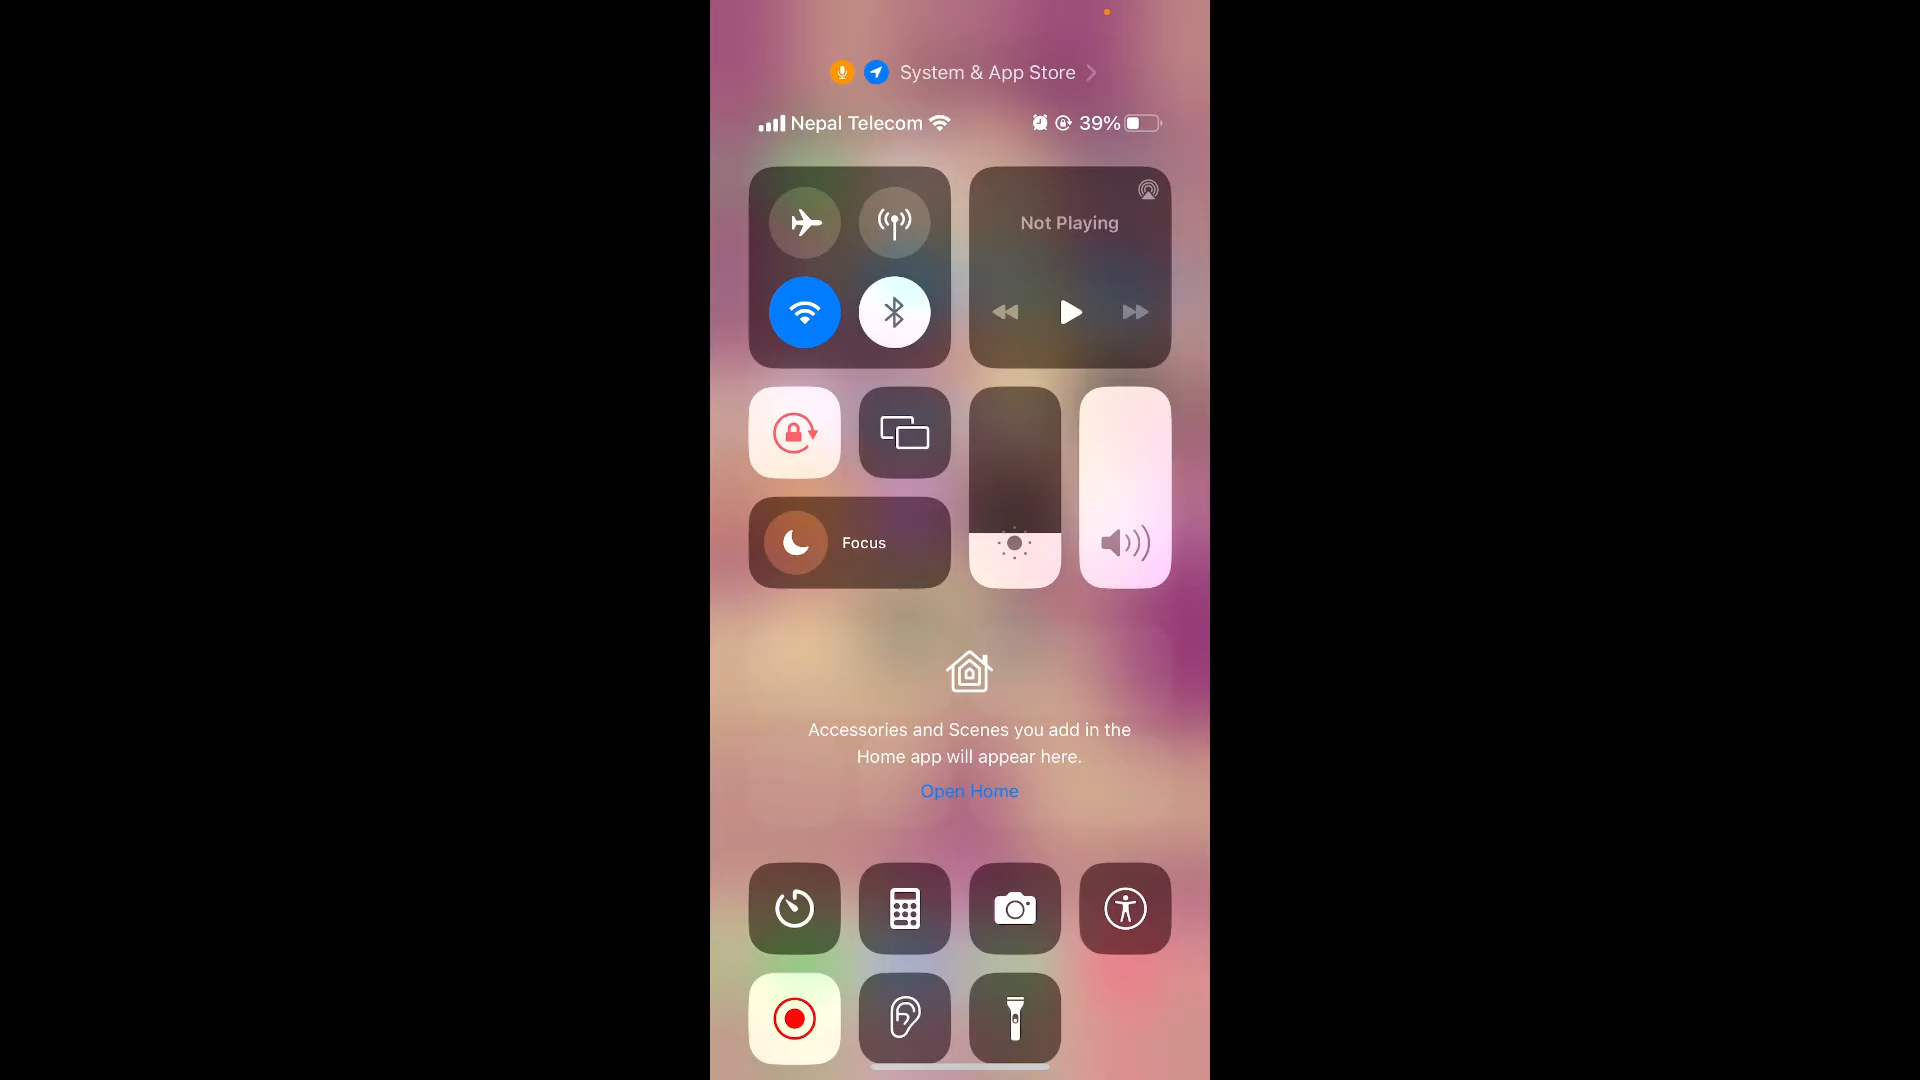 System & App Store
Nepal Telecom 39%
Not Playing
Focus
Accessories and Scenes you add in the
Home app will appear here.
Open Home